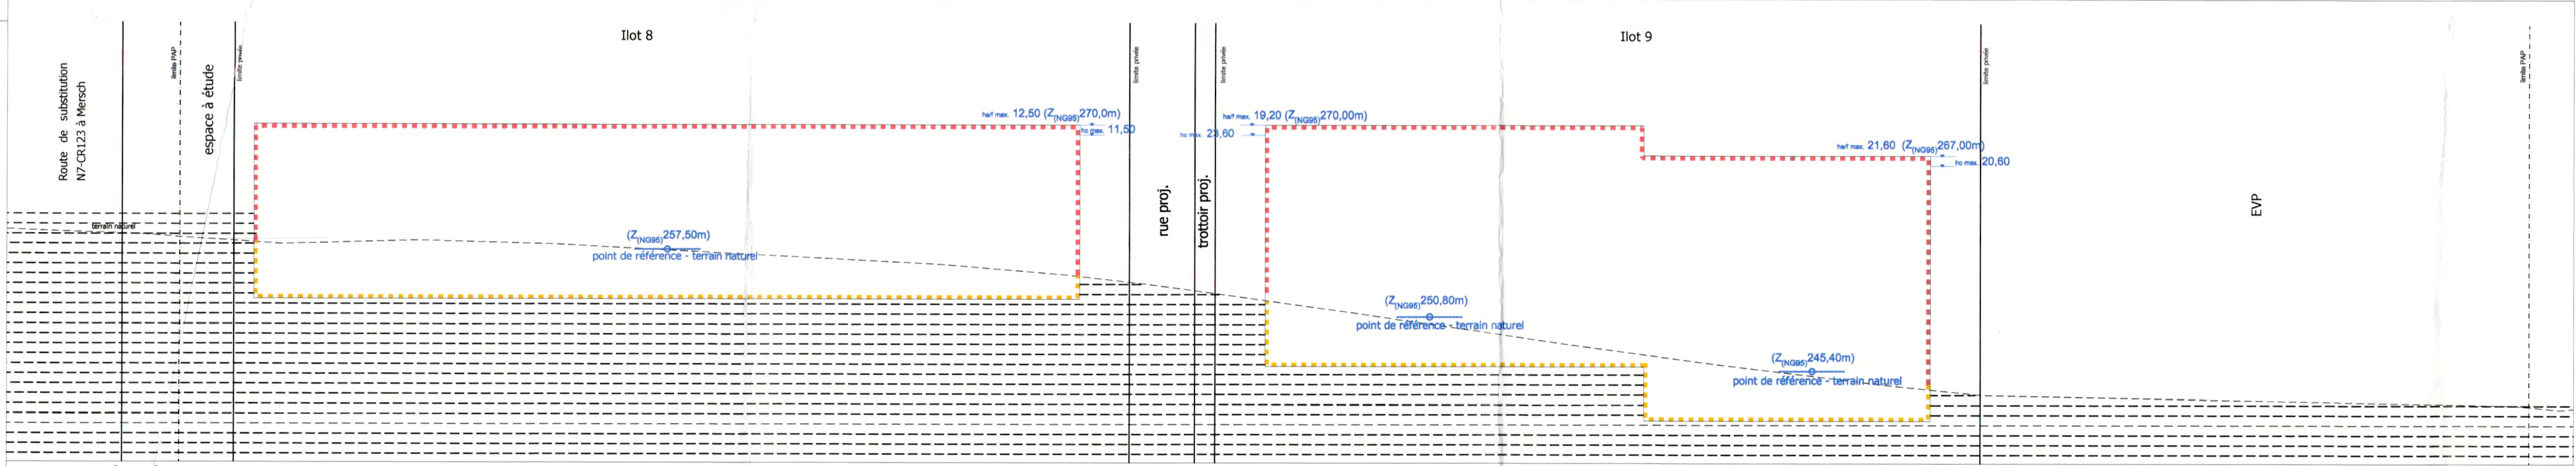 Ilot 8
Ilot 9
Route de substitution
N7-CR123 à Mersch
limite PAP
espace à étude
limite privée
limite privée
limite privée
limite privée
limite PAP
ha/f max. 12,50 (Z(NG95)270,0m)
hc max. 11,50
ha/f max. 19,20 (Z(NG95)270,00m)
hc max.
ha/f max. 21,60 (Z(NG95)267,00m)
hc max. 20,60
rue proj.
trottoir proj.
EVP
terrain naturel
(Z(NG95)257,50m)
point de référence - terrain naturel
(Z(NG95)250,80m)
point de référence - terrain naturel
(Z(NG95)245,40m)
point de référence - terrain naturel